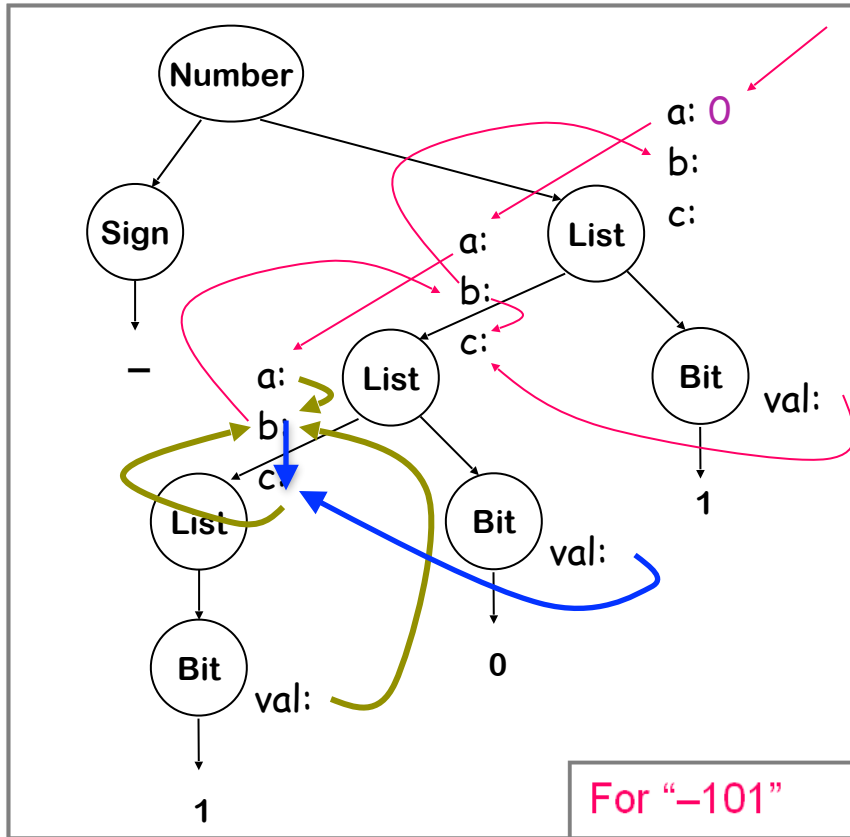 Number
a: 0
b:
c:
Sign
List
a:
b:
c:
–
List
Bit
val:
a:
b:
c:
1
List
Bit
val:
Bit
val:
0
1
For “–101”